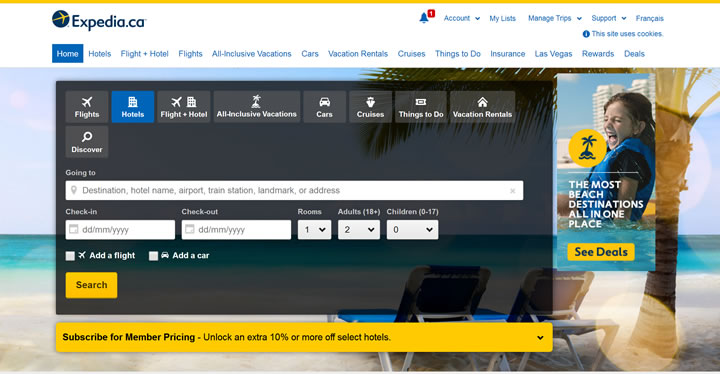 Expedia.ca
1
Account
My Lists
Manage Trips
Support
Français
This site uses cookies.
Home
Hotels
Flight + Hotel
Flights
All-Inclusive Vacations
Cars
Vacation Rentals
Cruises
Things to Do
Insurance
Las Vegas
Rewards
Deals
Flights
Hotels
Flight + Hotel
All-Inclusive Vacations
Cars
Cruises
Things to Do
Vacation Rentals
Discover
Going to
Destination, hotel name, airport, train station, landmark, or address
Check-in
Check-out
Rooms
Adults (18+)
Children (0-17)
dd/mm/yyyy
dd/mm/yyyy
1
2
0
Add a flight
Add a car
Search
THE MOST
BEACH
DESTINATIONS
ALL IN ONE
PLACE
See Deals
Subscribe for Member Pricing - Unlock an extra 10% or more off select hotels.